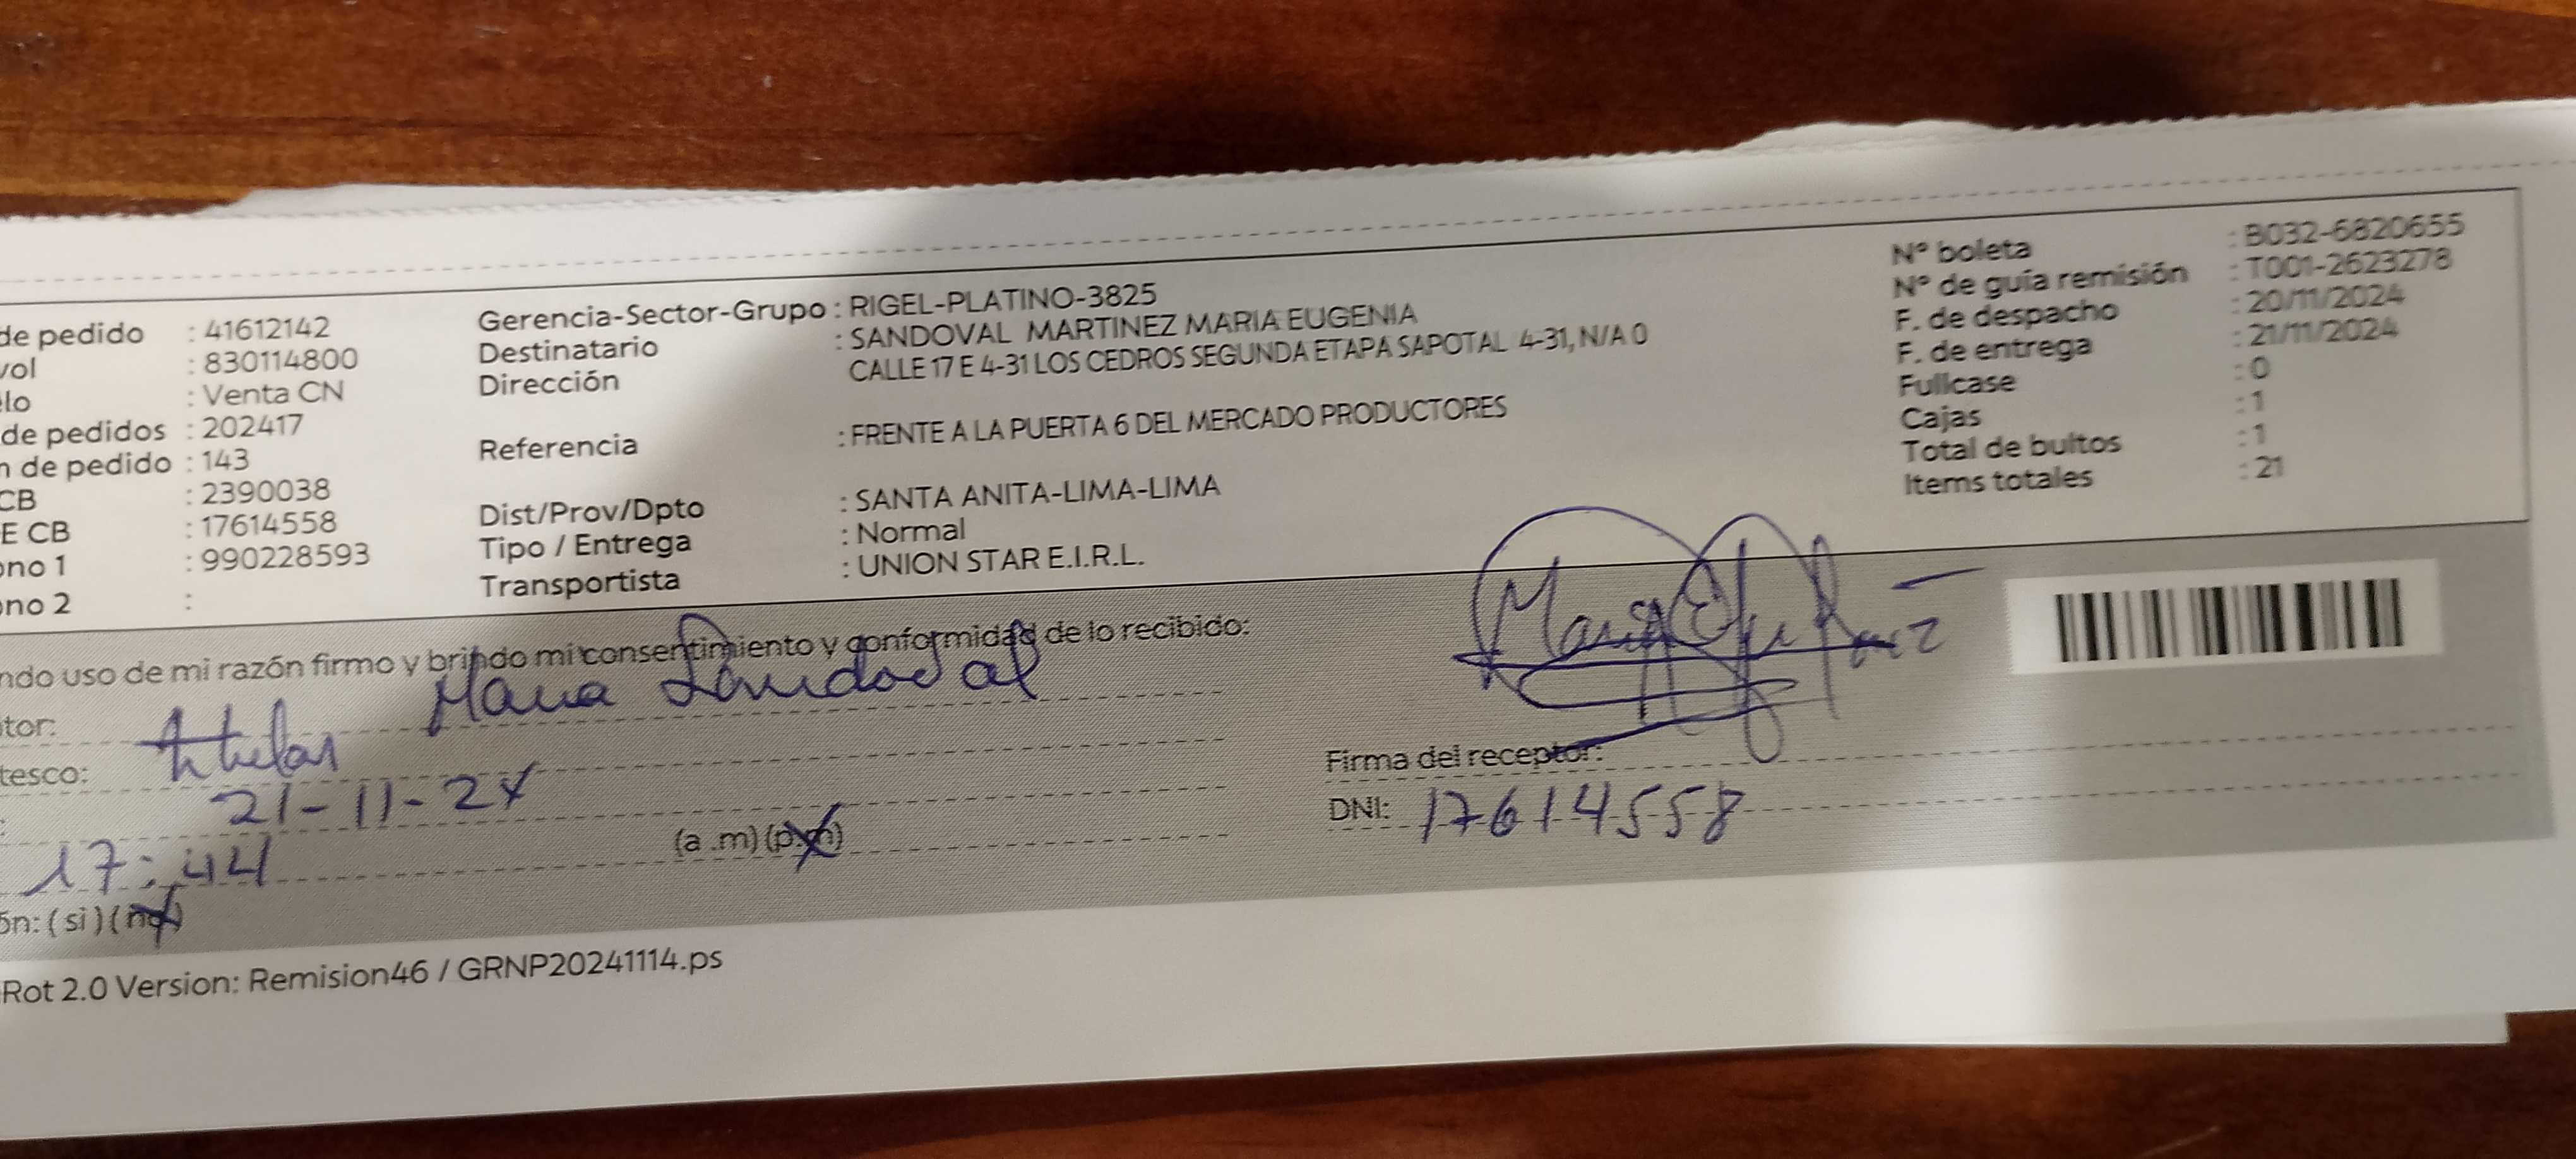 de pedido : 41612142
vol : 830114800
elo : Venta CN
de pedidos : 202417
n de pedido : 143
CB : 2390038
E CB : 17614558
ono 1 : 990228593
ono 2 :
Gerencia-Sector-Grupo : RIGEL-PLATINO-3825
Destinatario : SANDOVAL MARTINEZ MARIA EUGENIA
Dirección CALLE 17 E 4-31 LOS CEDROS SEGUNDA ETAPA SAPOTAL 4-31, N/A 0
Referencia : FRENTE A LA PUERTA 6 DEL MERCADO PRODUCTORES
Dist/Prov/Dpto : SANTA ANITA-LIMA-LIMA
Tipo / Entrega : Normal
Transportista : UNION STAR E.I.R.L.
Nº boleta : B032-6820655
Nº de guía remisión : T001-2623278
F. de despacho : 20/11/2024
F. de entrega : 21/11/2024
Fullcase : 0
Cajas : 1
Total de bultos : 1
Items totales : 21
ndo uso de mi razón firmo y brindo mi consentimiento y conformidad de lo recibido:
tor: Maria Sandoval
tesco: titular
: 21-11-24
17:44 (a .m) (p.m)
ón: ( si ) ( no )
Firma del receptor:
DNI: 17614558
Rot 2.0 Version: Remision46 / GRNP20241114.ps